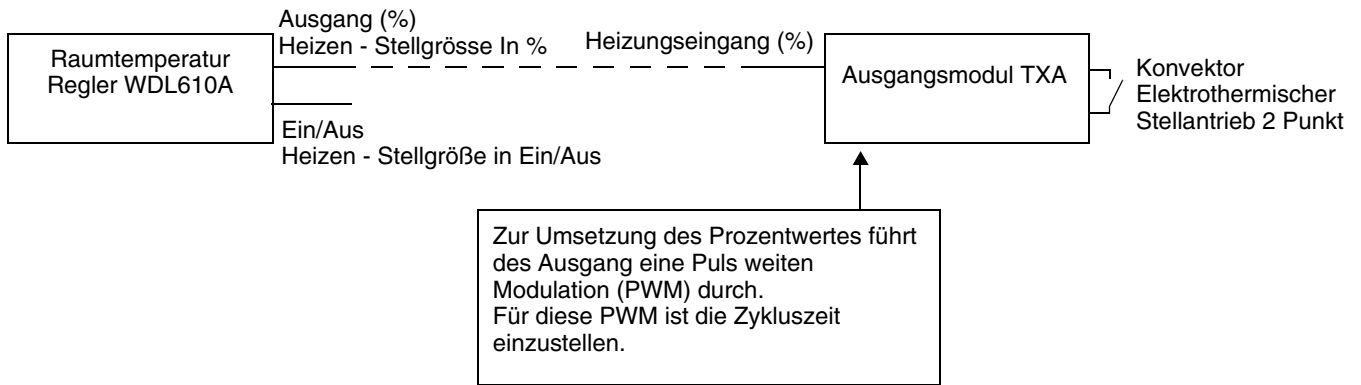 Ausgang (%)
Heizen - Stellgrösse In %
Heizungseingang (%)
Raumtemperatur
Regler WDL610A
Ausgangsmodul TXA
Konvektor
Elektrothermischer
Stellantrieb 2 Punkt
Ein/Aus
Heizen - Stellgröße in Ein/Aus
Zur Umsetzung des Prozentwertes führt
des Ausgang eine Puls weiten
Modulation (PWM) durch.
Für diese PWM ist die Zykluszeit
einzustellen.